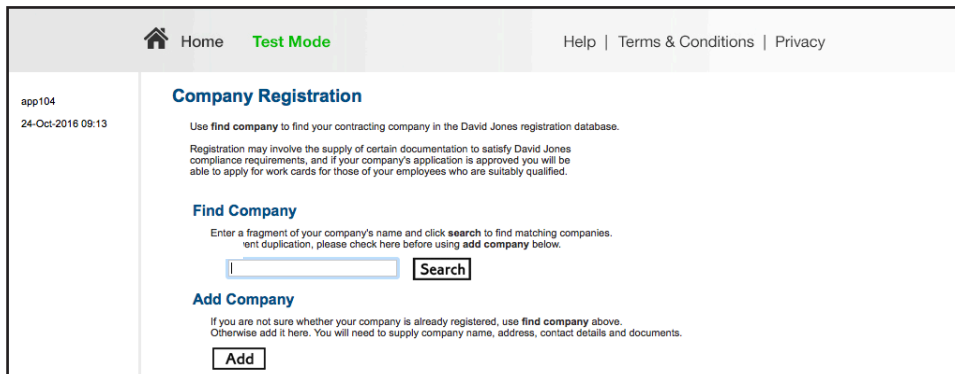 Home Test Mode Help | Terms & Conditions | Privacy
app104
24-Oct-2016 09:13
Company Registration
Use find company to find your contracting company in the David Jones registration database.
Registration may involve the supply of certain documentation to satisfy David Jones
compliance requirements, and if your company's application is approved you will be
able to apply for work cards for those of your employees who are suitably qualified.
Find Company
Enter a fragment of your company's name and click search to find matching companies.
ent duplication, please check here before using add company below.
Search
Add Company
If you are not sure whether your company is already registered, use find company above.
Otherwise add it here. You will need to supply company name, address, contact details and documents.
Add